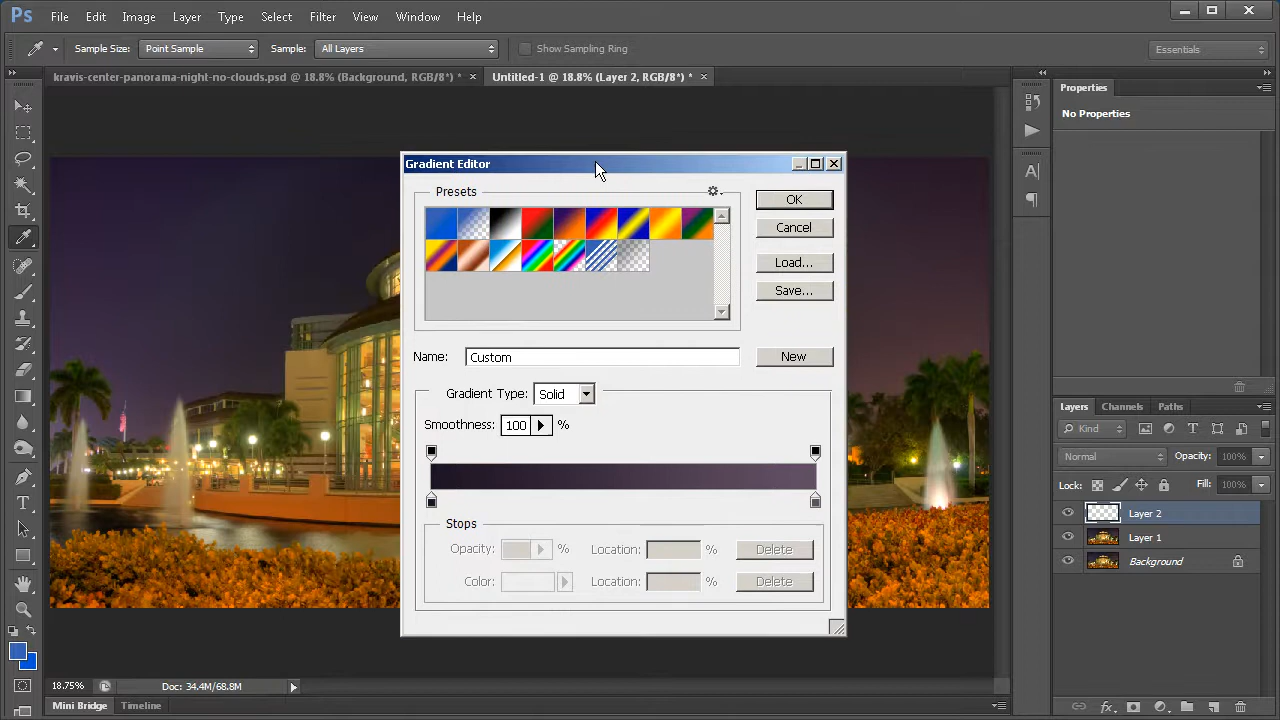 Ps File Edit Image Layer Type Select Filter View Window Help
Sample Size: Point Sample Sample: All Layers Show Sampling Ring Essentials
kravis-center-panorama-night-no-clouds.psd @ 18.8% (Background, RGB/8*) * × Untitled-1 @ 18.8% (Layer 2, RGB/8*) * ×
Properties
No Properties
Gradient Editor
Presets
OK
Cancel
Load...
Save...
Name: Custom New
Gradient Type: Solid
Smoothness: 100 %
Stops
Opacity: % Location: % Delete
Color: Location: % Delete
Layers Channels Paths
Kind
Normal Opacity: 100%
Lock: Fill: 100%
Layer 2
Layer 1
Background
18.75% Doc: 34.4M/68.8M
Mini Bridge Timeline